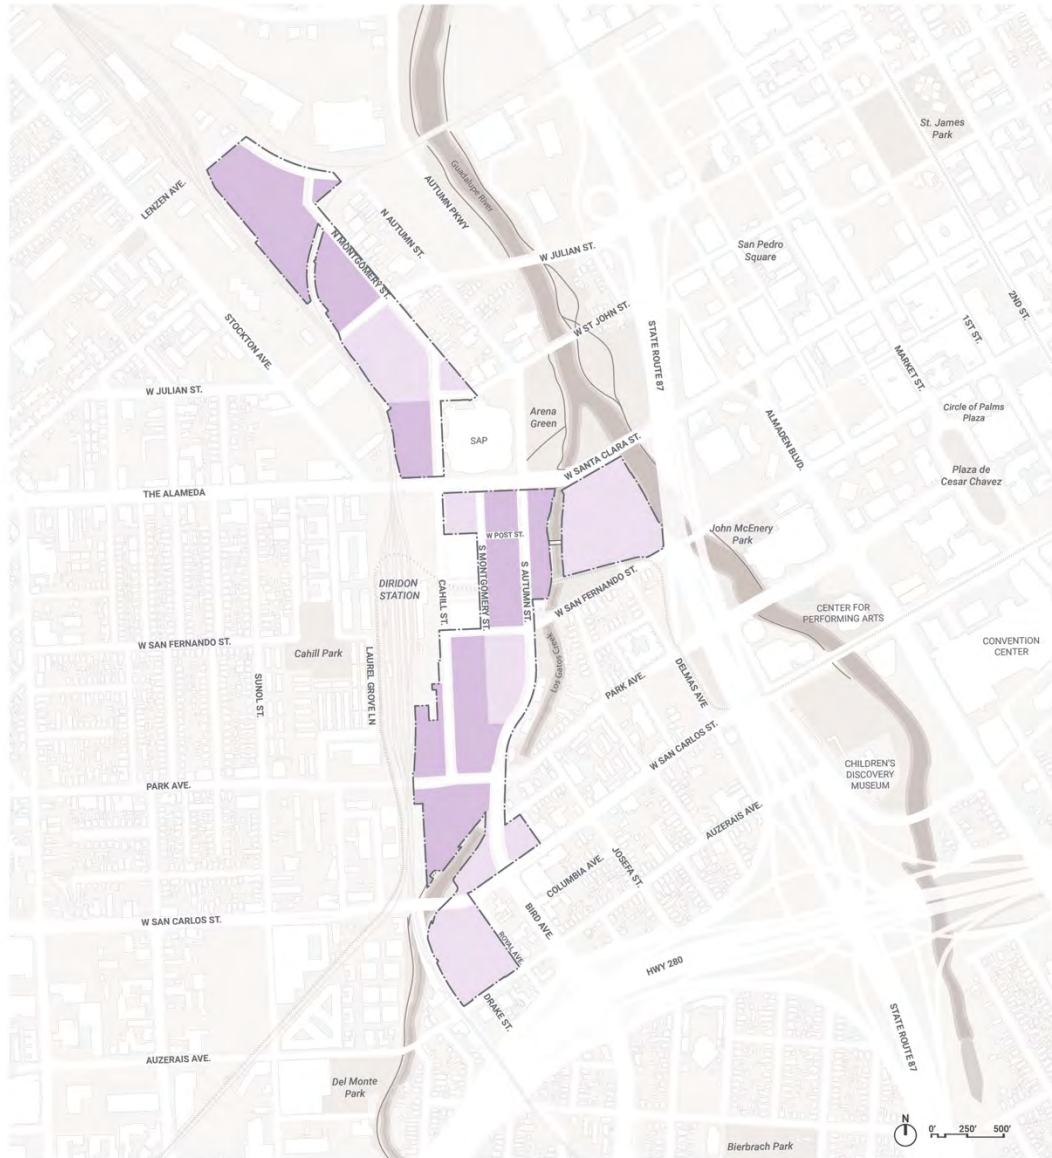 St. James
Park
Guadalupe River
LENZEN AVE.
AUTUMN PKWY
N AUTUMN ST.
N MONTGOMERY ST.
W JULIAN ST.
San Pedro
Square
2ND ST.
1ST ST.
W ST JOHN ST.
STATE ROUTE 87
STOCKTON AVE.
MARKET ST.
W JULIAN ST.
Arena
Green
ALMADEN BLVD.
Circle of Palms
Plaza
SAP
W SANTA CLARA ST.
Plaza de
Cesar Chavez
THE ALAMEDA
John McEnery
Park
W POST ST.
S MONTGOMERY ST.
S AUTUMN ST.
DIRIDON
STATION
CAHILL ST.
W SAN FERNANDO ST.
CENTER FOR
PERFORMING ARTS
CONVENTION
CENTER
W SAN FERNANDO ST.
Cahill Park
LAUREL GROVE LN
Los Gatos Creek
SUNOL ST.
PARK AVE.
DELMAS AVE
W SAN CARLOS ST.
CHILDREN'S
DISCOVERY
MUSEUM
PARK AVE.
AUZERAIS AVE.
JOSEFA ST.
COLUMBIA AVE.
W SAN CARLOS ST.
BIRD AVE.
ROYAL AVE.
HWY 280
DRAKE ST.
STATE ROUTE 87
AUZERAIS AVE.
Del Monte
Park
Bierbrach Park
N
0' 250' 500'